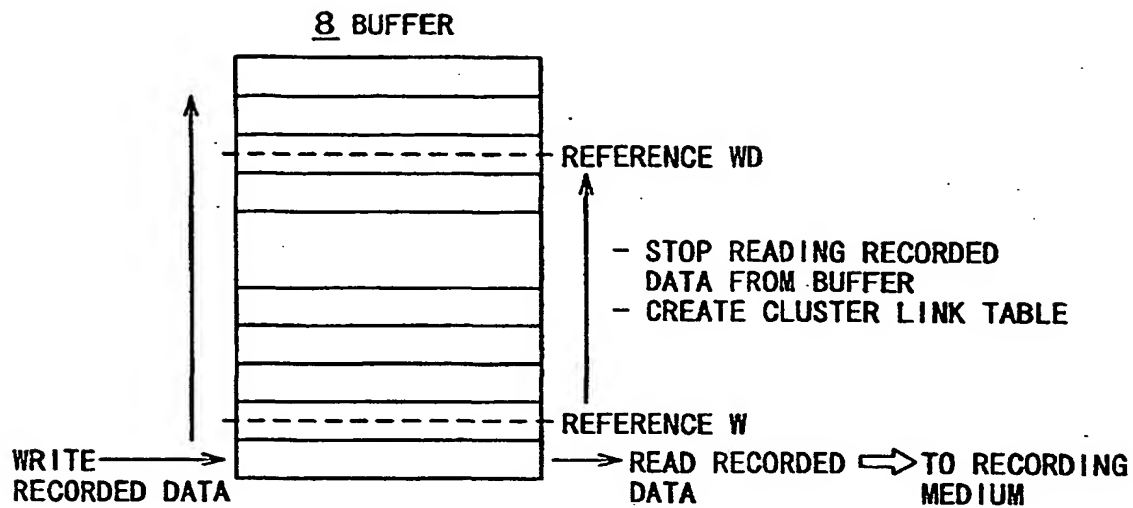 8 BUFFER
REFERENCE WD
- STOP READING RECORDED
DATA FROM BUFFER
- CREATE CLUSTER LINK TABLE
REFERENCE W
WRITE
RECORDED DATA
READ RECORDED
DATA
TO RECORDING
MEDIUM